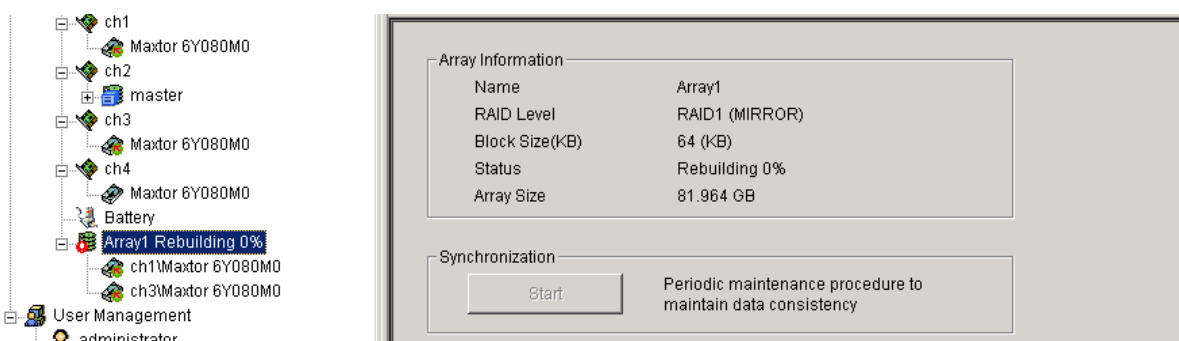 ch1
Maxtor 6Y080M0
ch2
master
ch3
Maxtor 6Y080M0
ch4
Maxtor 6Y080M0
Battery
Array1 Rebuilding 0%
ch1\Maxtor 6Y080M0
ch3\Maxtor 6Y080M0
User Management
administrator
Array Information
Name Array1
RAID Level RAID1 (MIRROR)
Block Size(KB) 64 (KB)
Status Rebuilding 0%
Array Size 81.964 GB
Synchronization
Start
Periodic maintenance procedure to
maintain data consistency